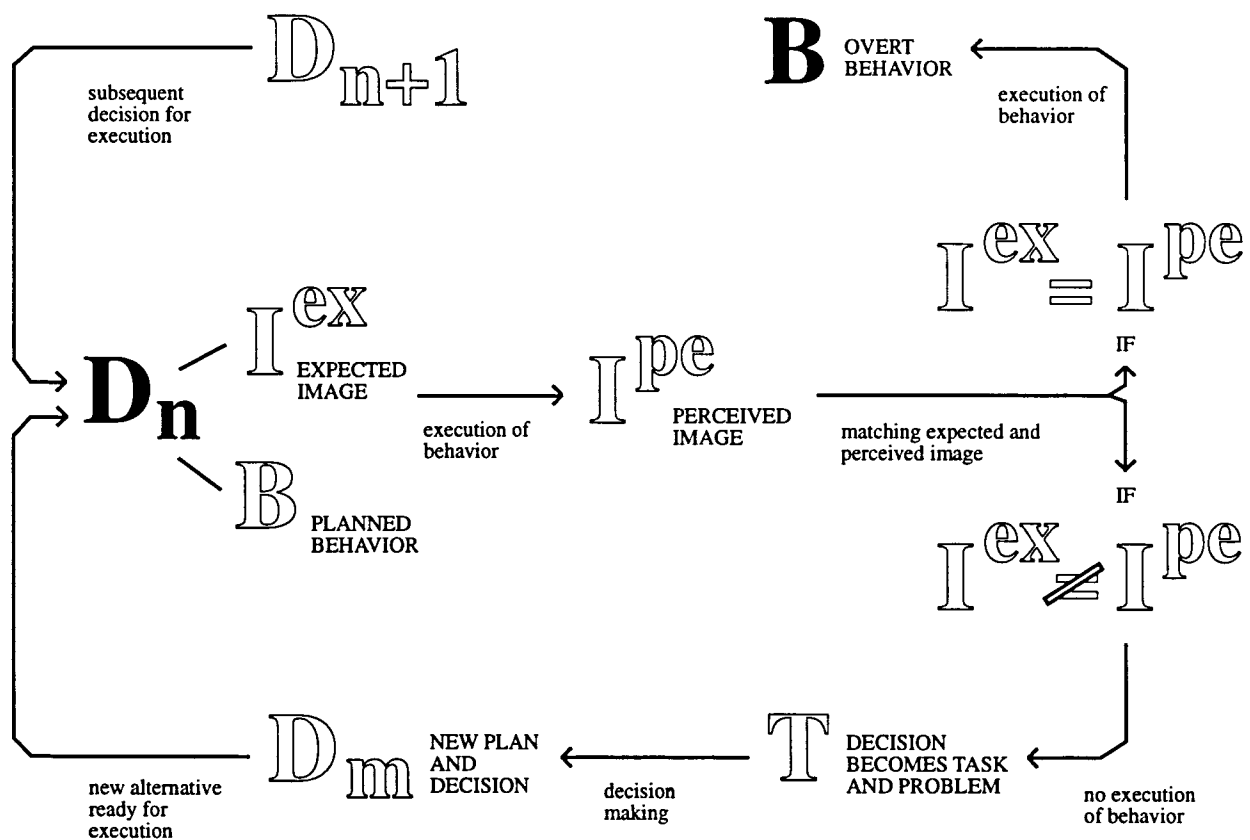 D n+1
B OVERT
BEHAVIOR
subsequent
decision for
execution
execution of
behavior
I ex = I pe
IF
I ex
EXPECTED
IMAGE
D n
I pe
PERCEIVED
IMAGE
execution of
behavior
matching expected and
perceived image
B PLANNED
BEHAVIOR
IF
I ex ≠ I pe
D m NEW PLAN
AND
DECISION
T DECISION
BECOMES TASK
AND PROBLEM
new alternative
ready for
execution
decision
making
no execution
of behavior